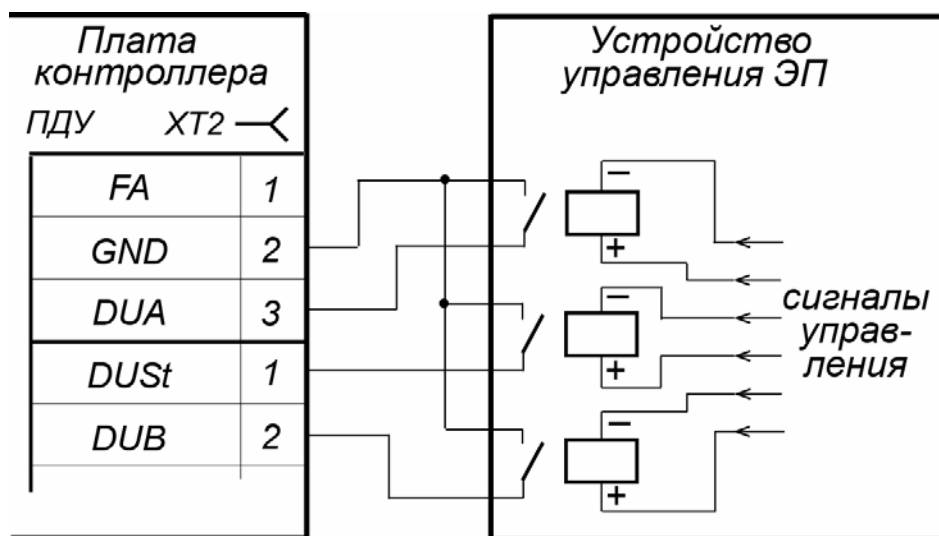 Плата
контроллера
ПДУ XT2
FA 1
GND 2
DUA 3
DUSt 1
DUB 2
Устройство
управления ЭП
−
+
−
+
−
+
сигналы
управ-
ления